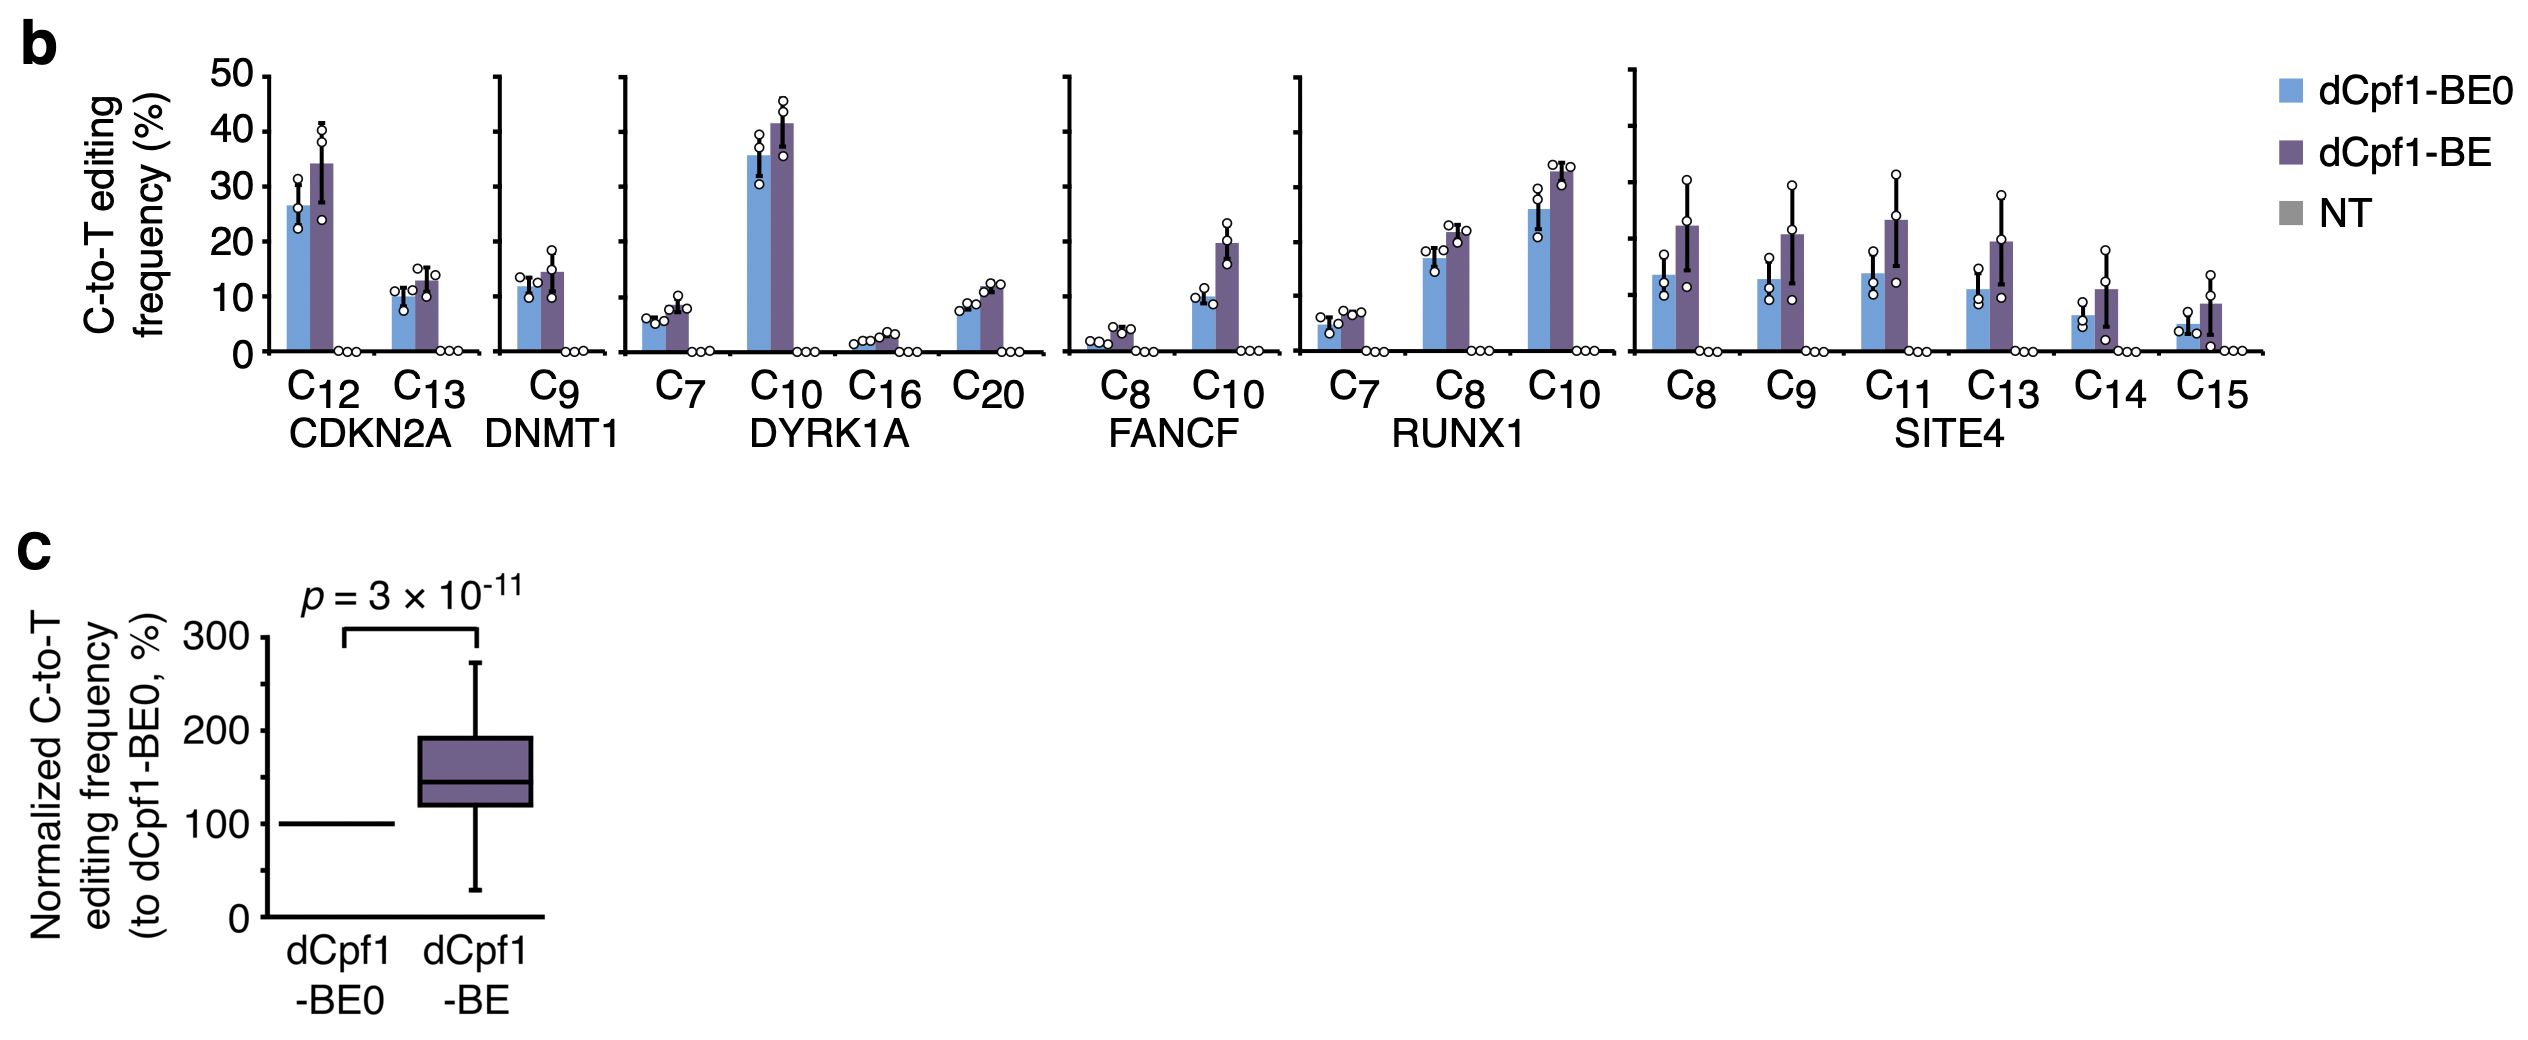 b
C-to-T editing
frequency (%)
50
40
30
20
10
0
C12 C13 C9 C7 C10 C16 C20 C8 C10 C7 C8 C10 C8 C9 C11 C13 C14 C15
CDKN2A DNMT1 DYRK1A FANCF RUNX1 SITE4
dCpf1-BE0
dCpf1-BE
NT
c
p = 3 × 10-11
Normalized C-to-T
editing frequency
(to dCpf1-BE0, %)
300
200
100
0
dCpf1 dCpf1
-BE0 -BE